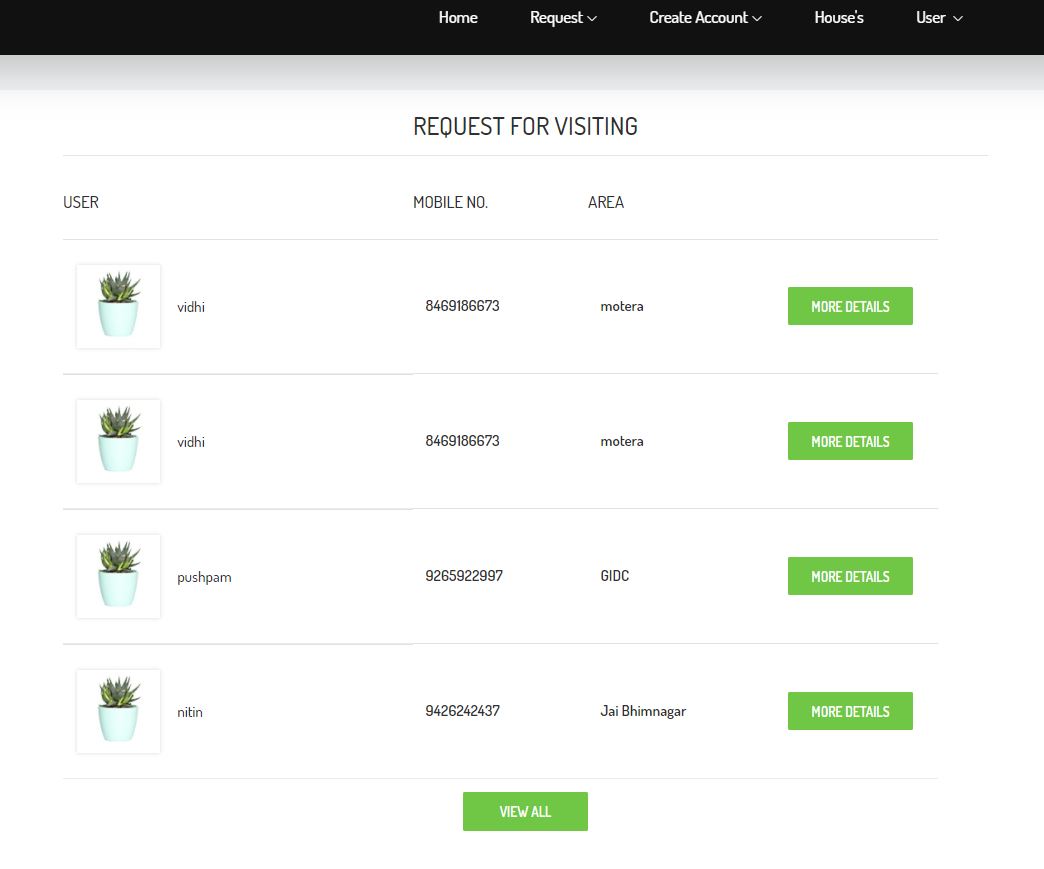 Home Request Create Account House's User
REQUEST FOR VISITING
USER MOBILE NO. AREA
vidhi 8469186673 motera MORE DETAILS
vidhi 8469186673 motera MORE DETAILS
pushpam 9265922997 GIDC MORE DETAILS
nitin 9426242437 Jai Bhimnagar MORE DETAILS
VIEW ALL